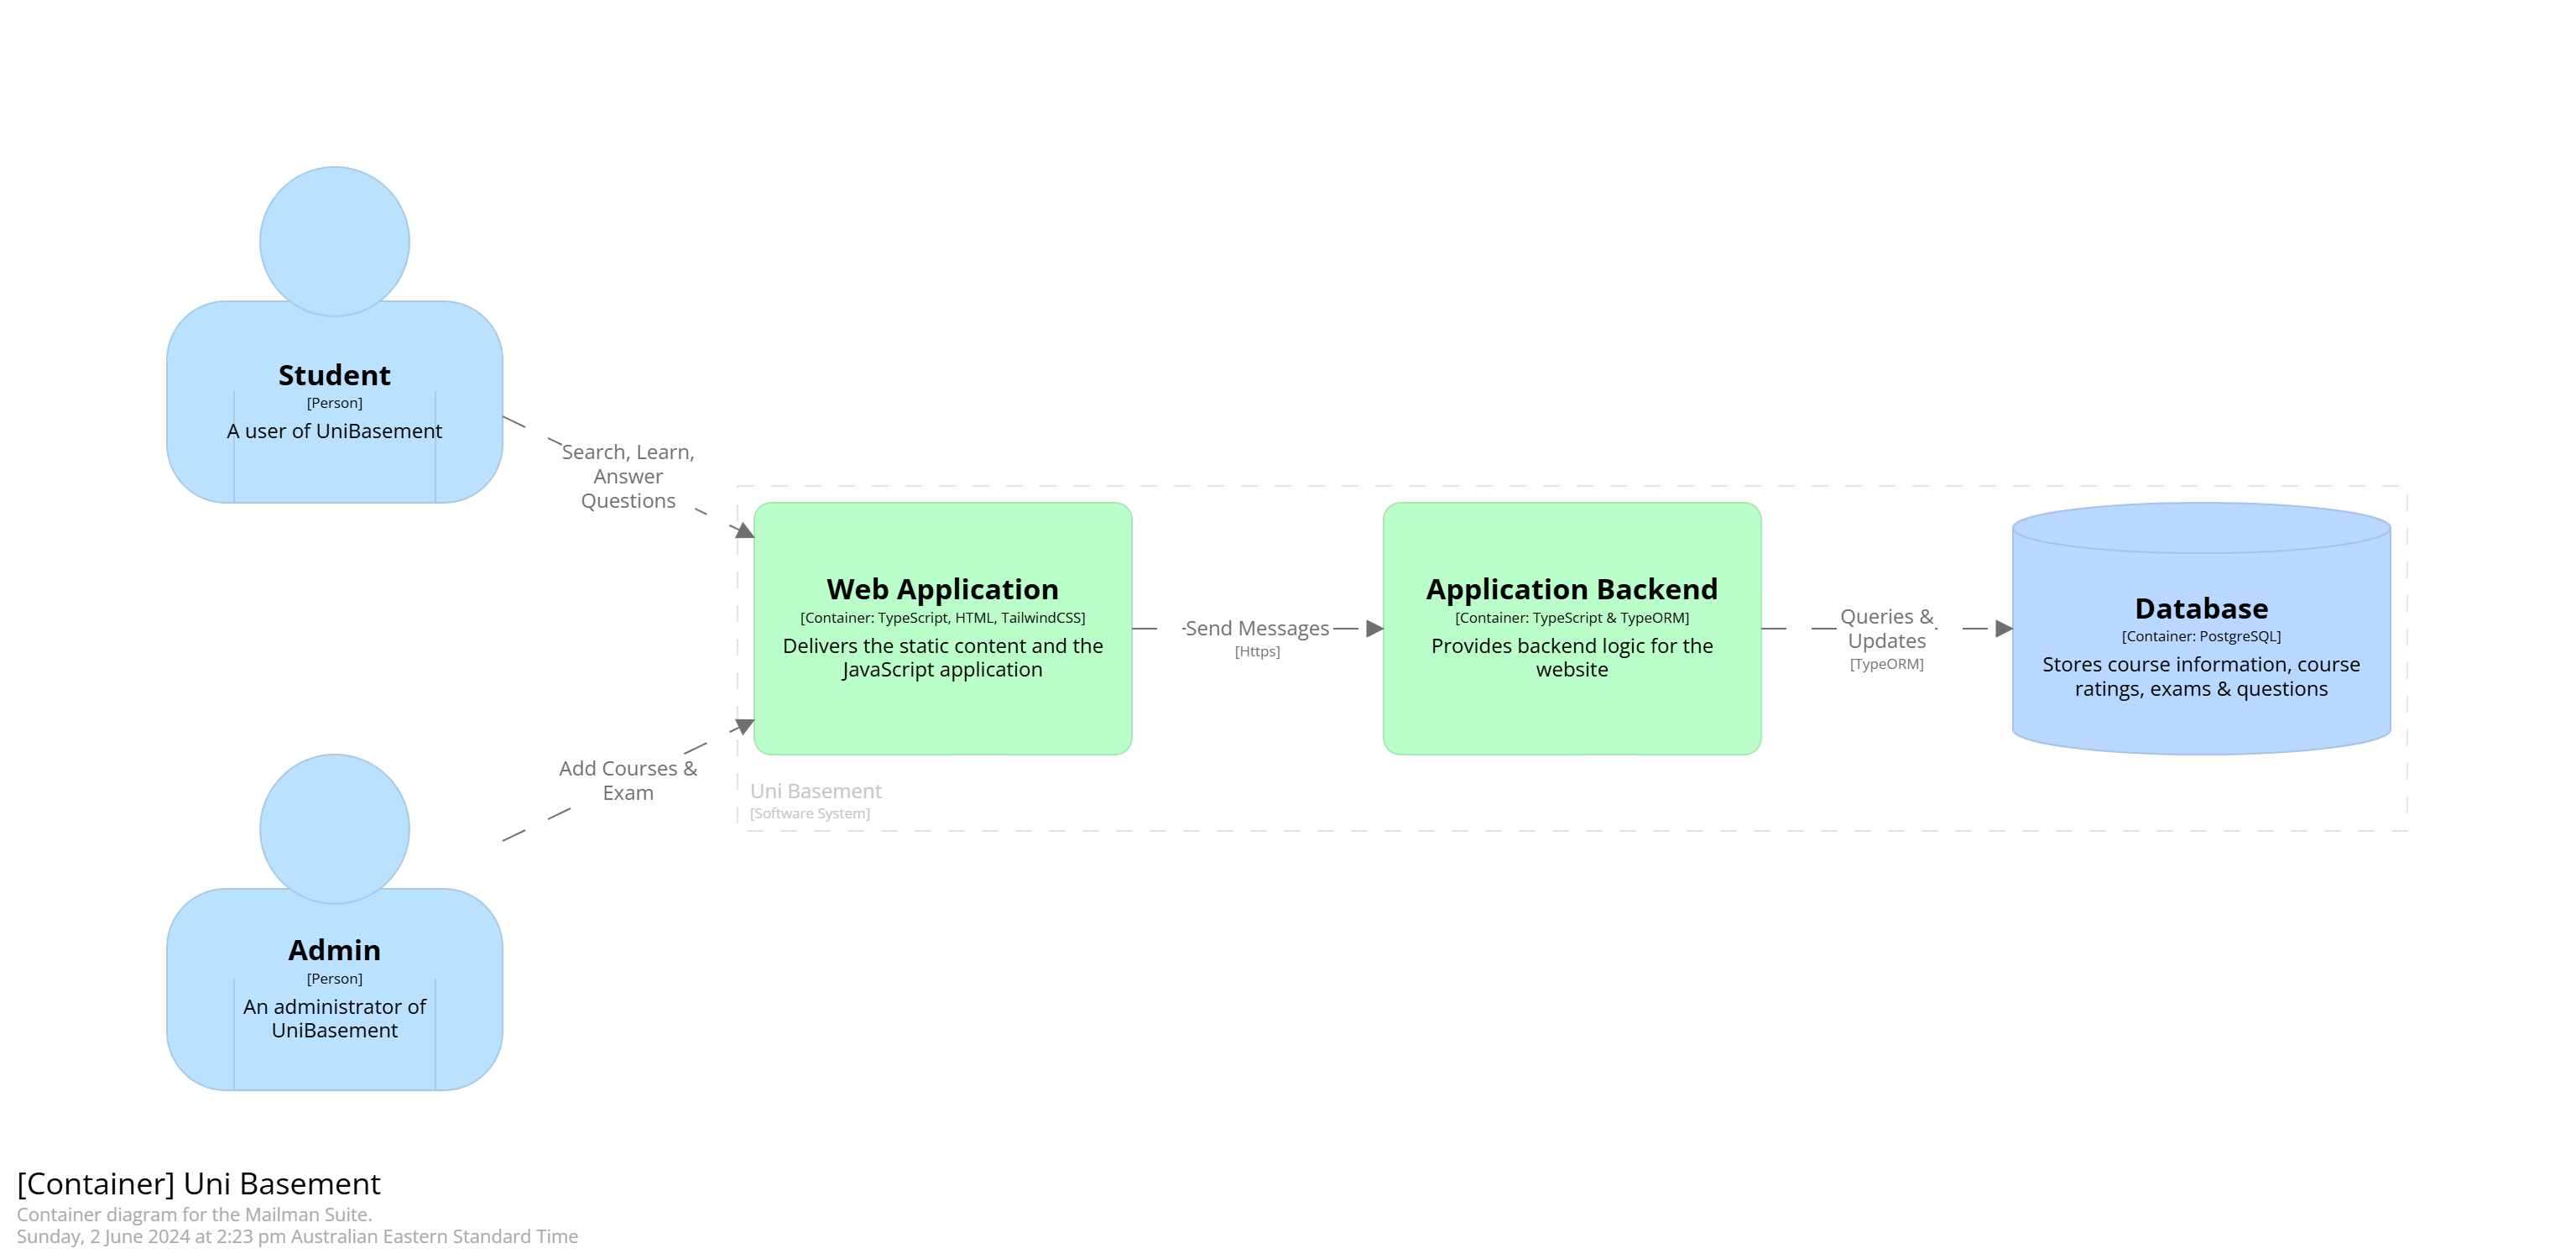 Student
[Person]
A user of UniBasement
Search, Learn,
Answer
Questions
Web Application
[Container: TypeScript, HTML, TailwindCSS]
Delivers the static content and the
JavaScript application
Send Messages
[Https]
Application Backend
[Container: TypeScript & TypeORM]
Provides backend logic for the
website
Queries &
Updates
[TypeORM]
Database
[Container: PostgreSQL]
Stores course information, course
ratings, exams & questions
Add Courses &
Exam
Uni Basement
[Software System]
Admin
[Person]
An administrator of
UniBasement
[Container] Uni Basement
Container diagram for the Mailman Suite.
Sunday, 2 June 2024 at 2:23 pm Australian Eastern Standard Time